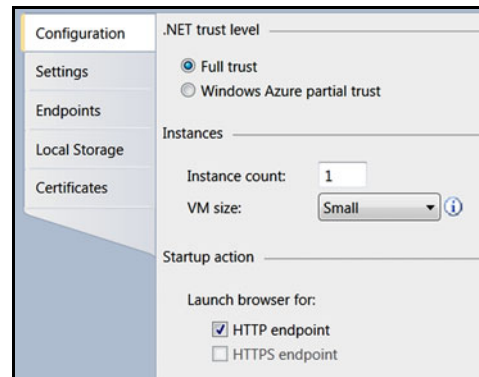 Configuration
Settings
Endpoints
Local Storage
Certificates
.NET trust level
Full trust
Windows Azure partial trust
Instances
Instance count: 1
VM size: Small
Startup action
Launch browser for:
HTTP endpoint
HTTPS endpoint